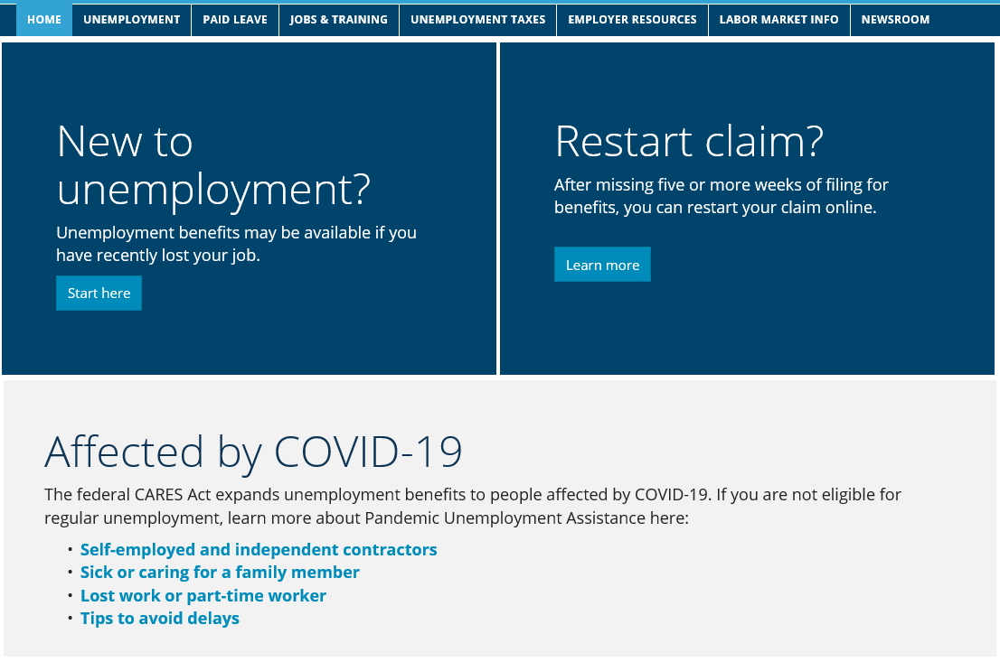 HOME UNEMPLOYMENT PAID LEAVE JOBS & TRAINING UNEMPLOYMENT TAXES EMPLOYER RESOURCES LABOR MARKET INFO NEWSROOM
New to
unemployment?
Unemployment benefits may be available if you
have recently lost your job.
Start here
Restart claim?
After missing five or more weeks of filing for
benefits, you can restart your claim online.
Learn more
Affected by COVID-19
The federal CARES Act expands unemployment benefits to people affected by COVID-19. If you are not eligible for
regular unemployment, learn more about Pandemic Unemployment Assistance here:
• Self-employed and independent contractors
• Sick or caring for a family member
• Lost work or part-time worker
• Tips to avoid delays